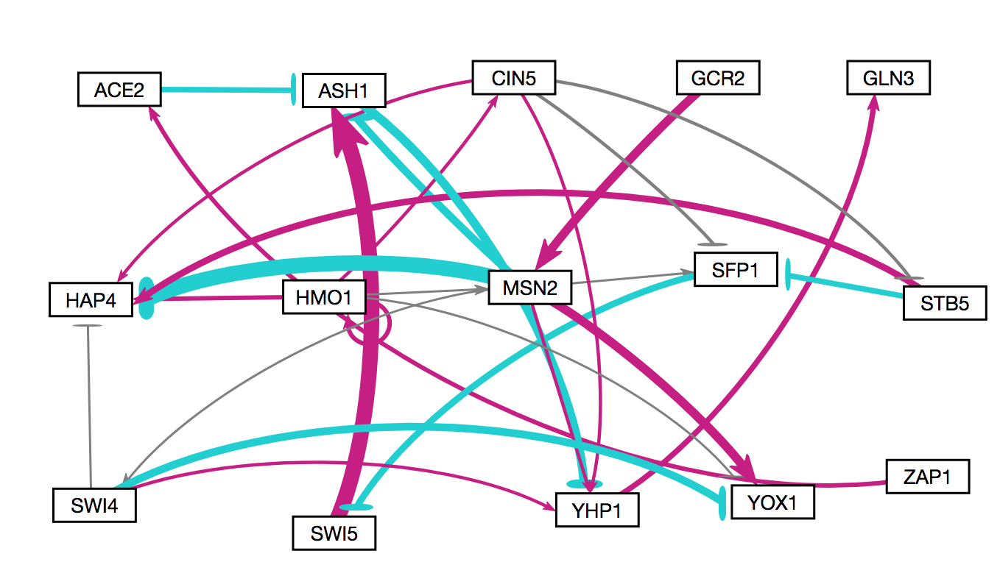 ACE2
ASH1
CIN5
GCR2
GLN3
HAP4
HMO1
MSN2
SFP1
STB5
SWI4
SWI5
YHP1
YOX1
ZAP1